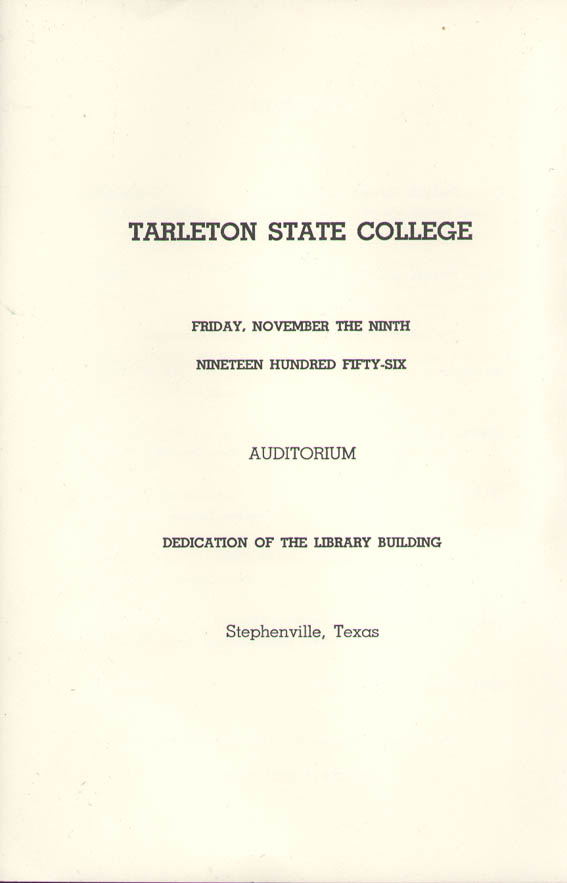 TARLETON STATE COLLEGE
FRIDAY, NOVEMBER THE NINTH
NINETEEN HUNDRED FIFTY-SIX
AUDITORIUM
DEDICATION OF THE LIBRARY BUILDING
Stephenville, Texas